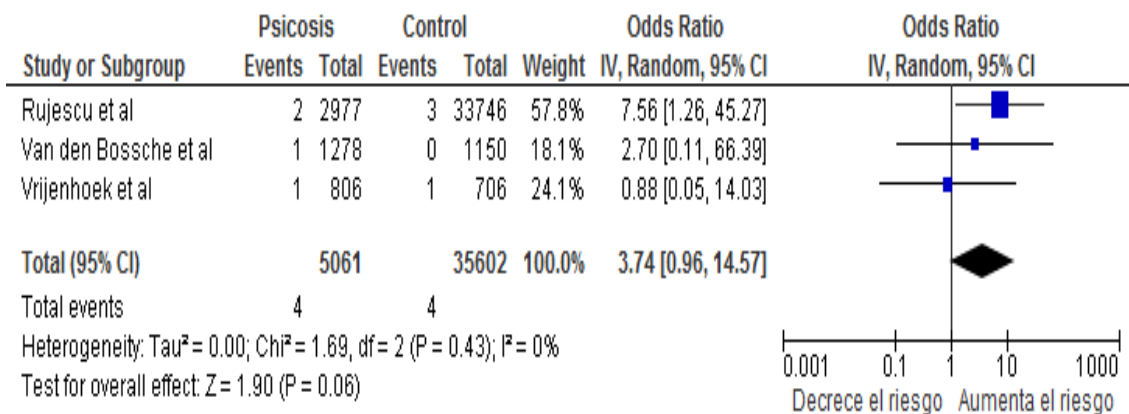 Psicosis Control Odds Ratio Odds Ratio
Study or Subgroup Events Total Events Total Weight IV, Random, 95% CI IV, Random, 95% CI
Rujescu et al 2 2977 3 33746 57.8% 7.56 [1.26, 45.27]
Van den Bossche et al 1 1278 0 1150 18.1% 2.70 [0.11, 66.39]
Vrijenhoek et al 1 806 1 706 24.1% 0.88 [0.05, 14.03]
Total (95% CI) 5061 35602 100.0% 3.74 [0.96, 14.57]
Total events 4 4
Heterogeneity: Tau² = 0.00; Chi² = 1.69, df = 2 (P = 0.43); I² = 0%
Test for overall effect: Z = 1.90 (P = 0.06)
0.001 0.1 1 10 1000
Decrece el riesgo Aumenta el riesgo